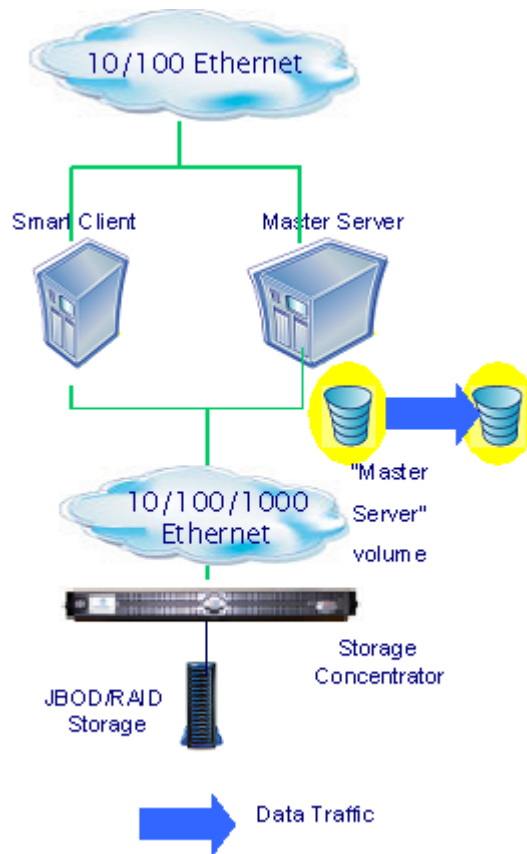 10/100 Ethernet
Smart Client
Master Server
"Master
Server"
volume
10/100/1000
Ethernet
Storage
Concentrator
JBOD/RAID
Storage
Data Traffic